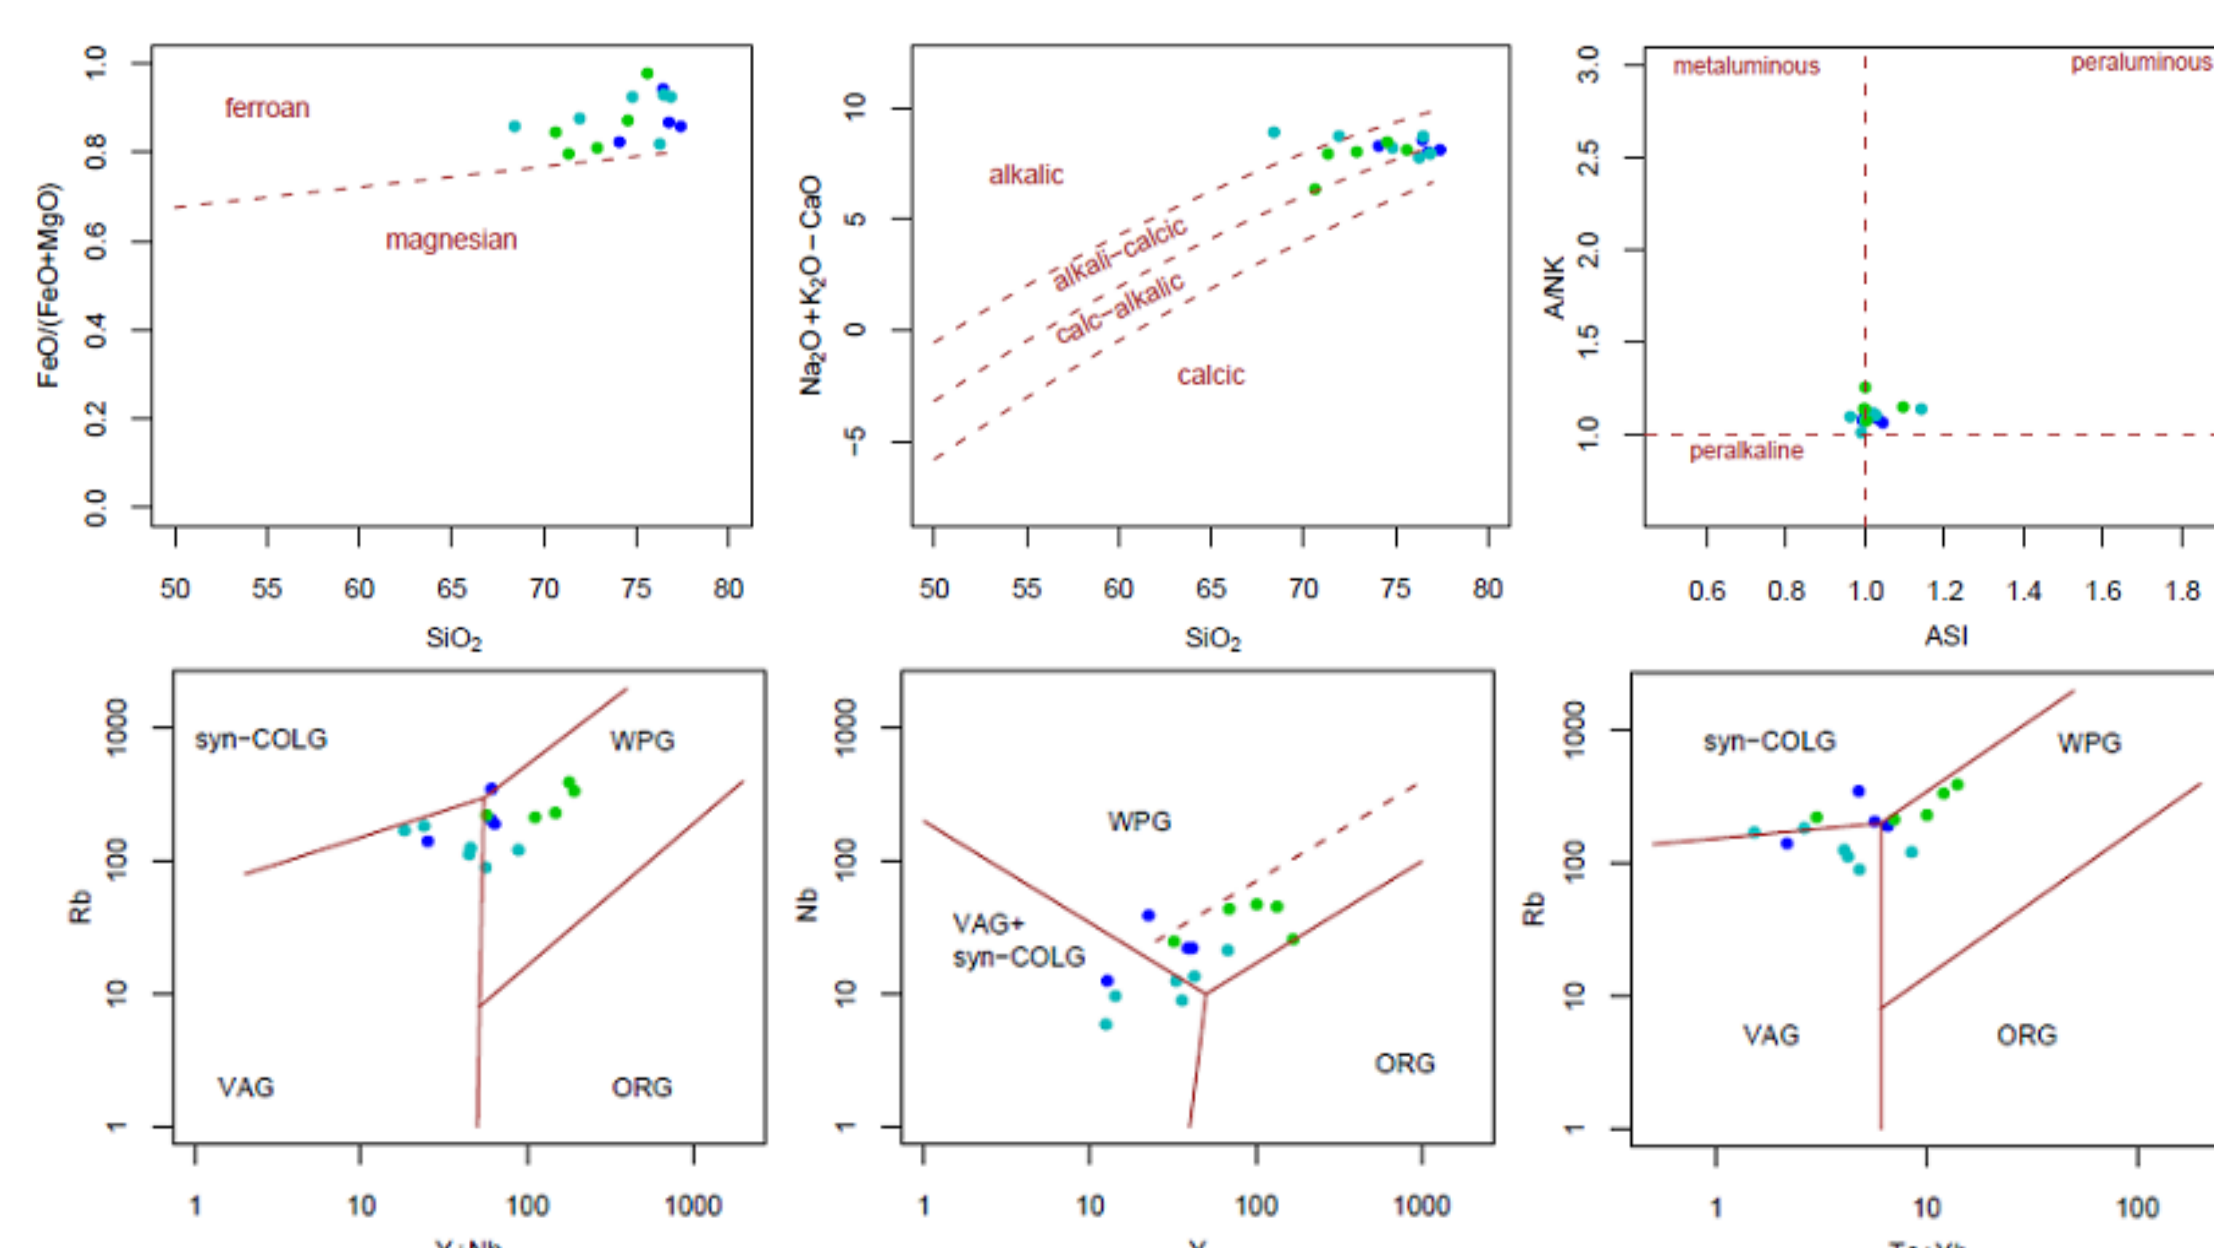 FeO/(FeO+MgO)
1.0
0.8
0.6
0.4
0.2
0.0
ferroan
magnesian
50 55 60 65 70 75 80
SiO₂
Na₂O+K₂O−CaO
10
5
0
−5
alkalic
alkali−calcic
calc−alkalic
calcic
50 55 60 65 70 75 80
SiO₂
A/NK
3.0
2.5
2.0
1.5
1.0
metaluminous
peraluminous
peralkaline
0.6 0.8 1.0 1.2 1.4 1.6 1.8
ASI
Rb
1000
100
10
1
syn−COLG
WPG
VAG
ORG
1 10 100 1000
Nb
1000
100
10
1
WPG
VAG+
syn−COLG
ORG
1 10 100 1000
Rb
1000
100
10
1
syn−COLG
WPG
VAG
ORG
1 10 100